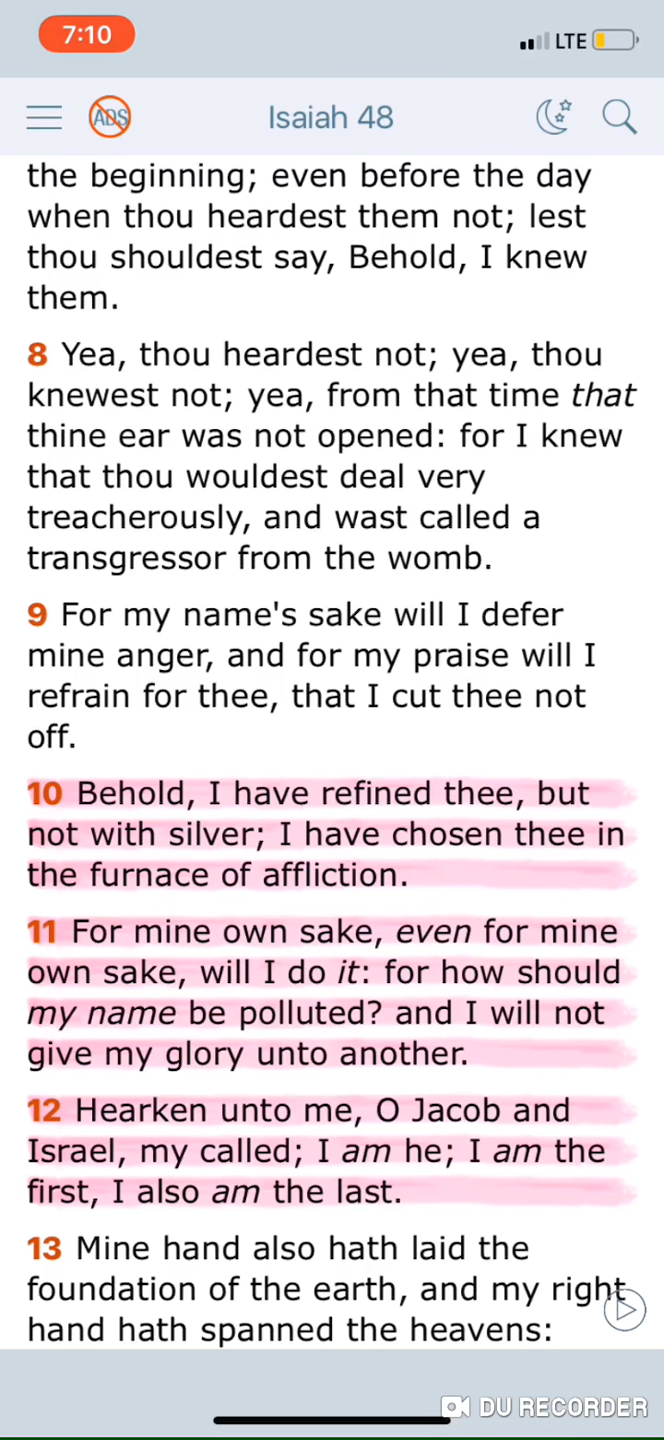 7:10
LTE
ADS
Isaiah 48
the beginning; even before the day
when thou heardest them not; lest
thou shouldest say, Behold, I knew
them.
8 Yea, thou heardest not; yea, thou
knewest not; yea, from that time that
thine ear was not opened: for I knew
that thou wouldest deal very
treacherously, and wast called a
transgressor from the womb.
9 For my name's sake will I defer
mine anger, and for my praise will I
refrain for thee, that I cut thee not
off.
10 Behold, I have refined thee, but
not with silver; I have chosen thee in
the furnace of affliction.
11 For mine own sake, even for mine
own sake, will I do it: for how should
my name be polluted? and I will not
give my glory unto another.
12 Hearken unto me, O Jacob and
Israel, my called; I am he; I am the
first, I also am the last.
13 Mine hand also hath laid the
foundation of the earth, and my right
hand hath spanned the heavens:
DU RECORDER